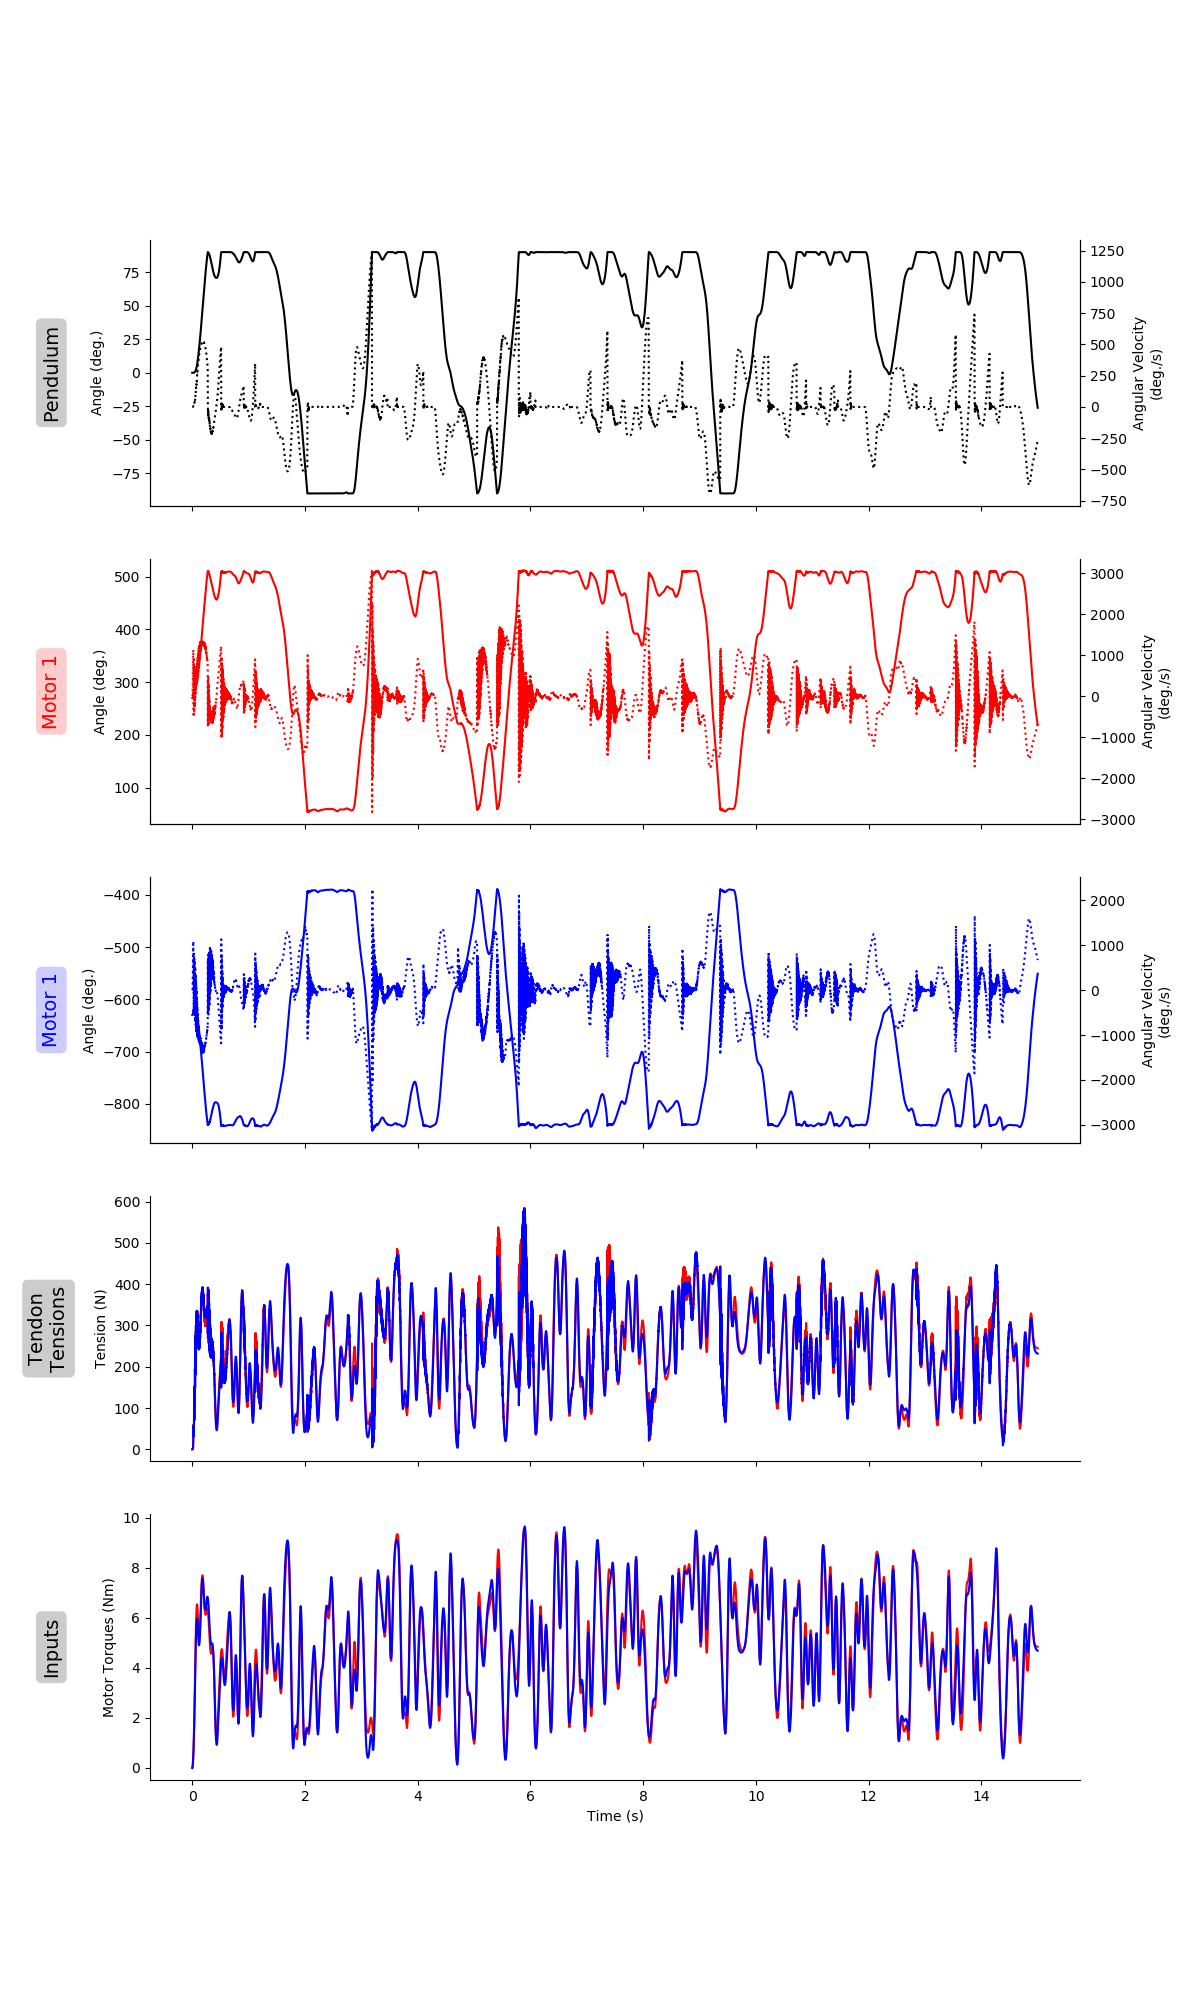 Pendulum
Angle (deg.)
75
50
25
0
−25
−50
−75
1250
1000
750
500
250
0
−250
−500
−750
Angular Velocity
(deg./s)
Motor 1
Angle (deg.)
500
400
300
200
100
3000
2000
1000
0
−1000
−2000
−3000
Angular Velocity
(deg./s)
Motor 1
Angle (deg.)
−400
−500
−600
−700
−800
2000
1000
0
−1000
−2000
−3000
Angular Velocity
(deg./s)
Tendon
Tensions
Tension (N)
600
500
400
300
200
100
0
Inputs
Motor Torques (Nm)
10
8
6
4
2
0
0 2 4 6 8 10 12 14
Time (s)